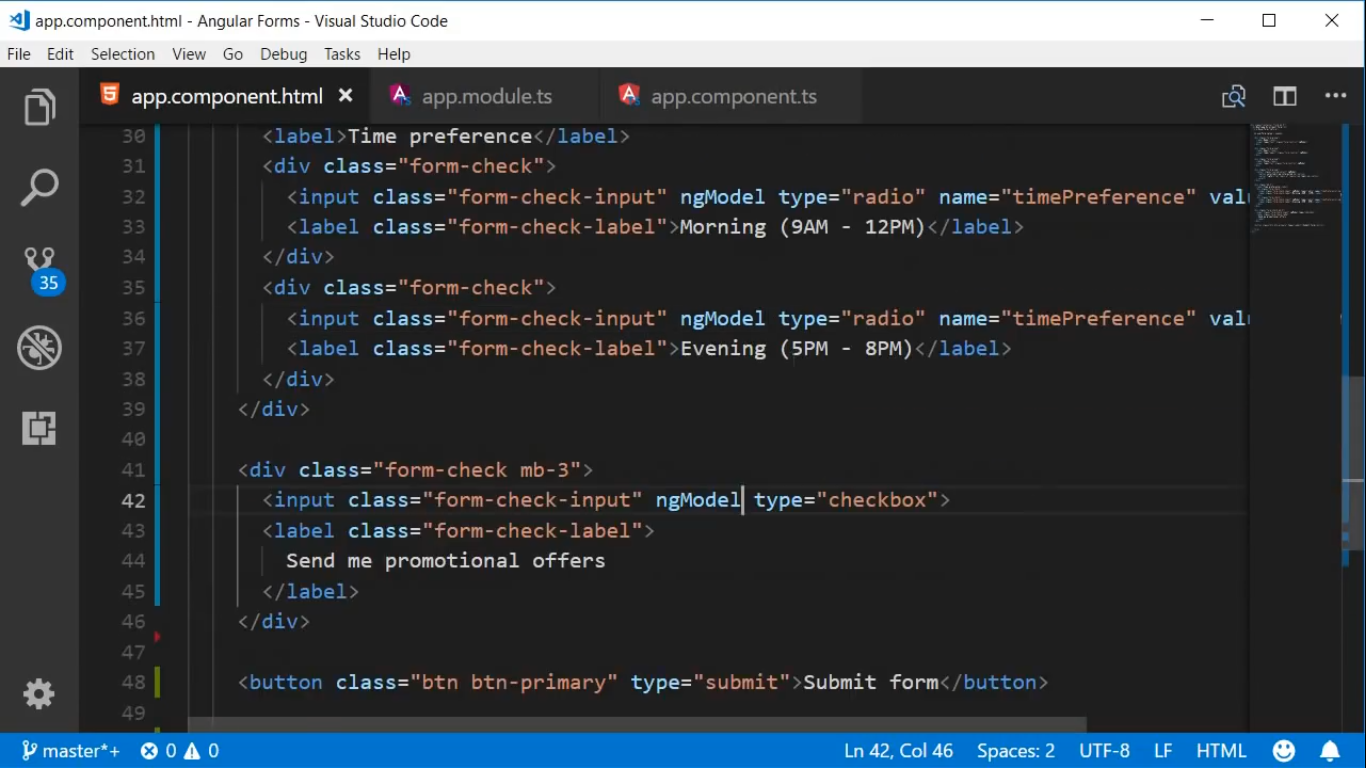 app.component.html - Angular Forms - Visual Studio Code
File Edit Selection View Go Debug Tasks Help
app.component.html app.module.ts app.component.ts
30 <label>Time preference</label>
31 <div class="form-check">
32 <input class="form-check-input" ngModel type="radio" name="timePreference" valu
33 <label class="form-check-label">Morning (9AM - 12PM)</label>
34 </div>
35 <div class="form-check">
36 <input class="form-check-input" ngModel type="radio" name="timePreference" valu
37 <label class="form-check-label">Evening (5PM - 8PM)</label>
38 </div>
39 </div>
40
41 <div class="form-check mb-3">
42 <input class="form-check-input" ngModel type="checkbox">
43 <label class="form-check-label">
44 Send me promotional offers
45 </label>
46 </div>
47
48 <button class="btn btn-primary" type="submit">Submit form</button>
49
35
master*+ 0 0 Ln 42, Col 46 Spaces: 2 UTF-8 LF HTML